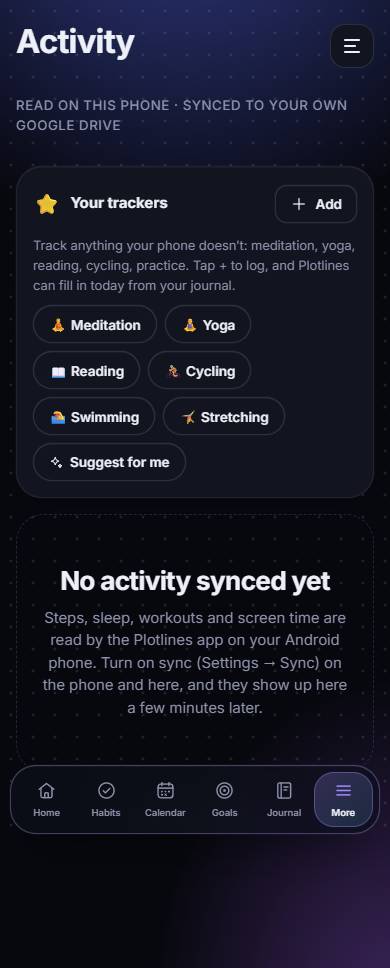 Activity
READ ON THIS PHONE · SYNCED TO YOUR OWN
GOOGLE DRIVE
Your trackers
+ Add
Track anything your phone doesn't: meditation, yoga,
reading, cycling, practice. Tap + to log, and Plotlines
can fill in today from your journal.
Meditation
Yoga
Reading
Cycling
Swimming
Stretching
Suggest for me
No activity synced yet
Steps, sleep, workouts and screen time are
read by the Plotlines app on your Android
phone. Turn on sync (Settings → Sync) on
the phone and here, and they show up here
a few minutes later.
Home
Habits
Calendar
Goals
Journal
More